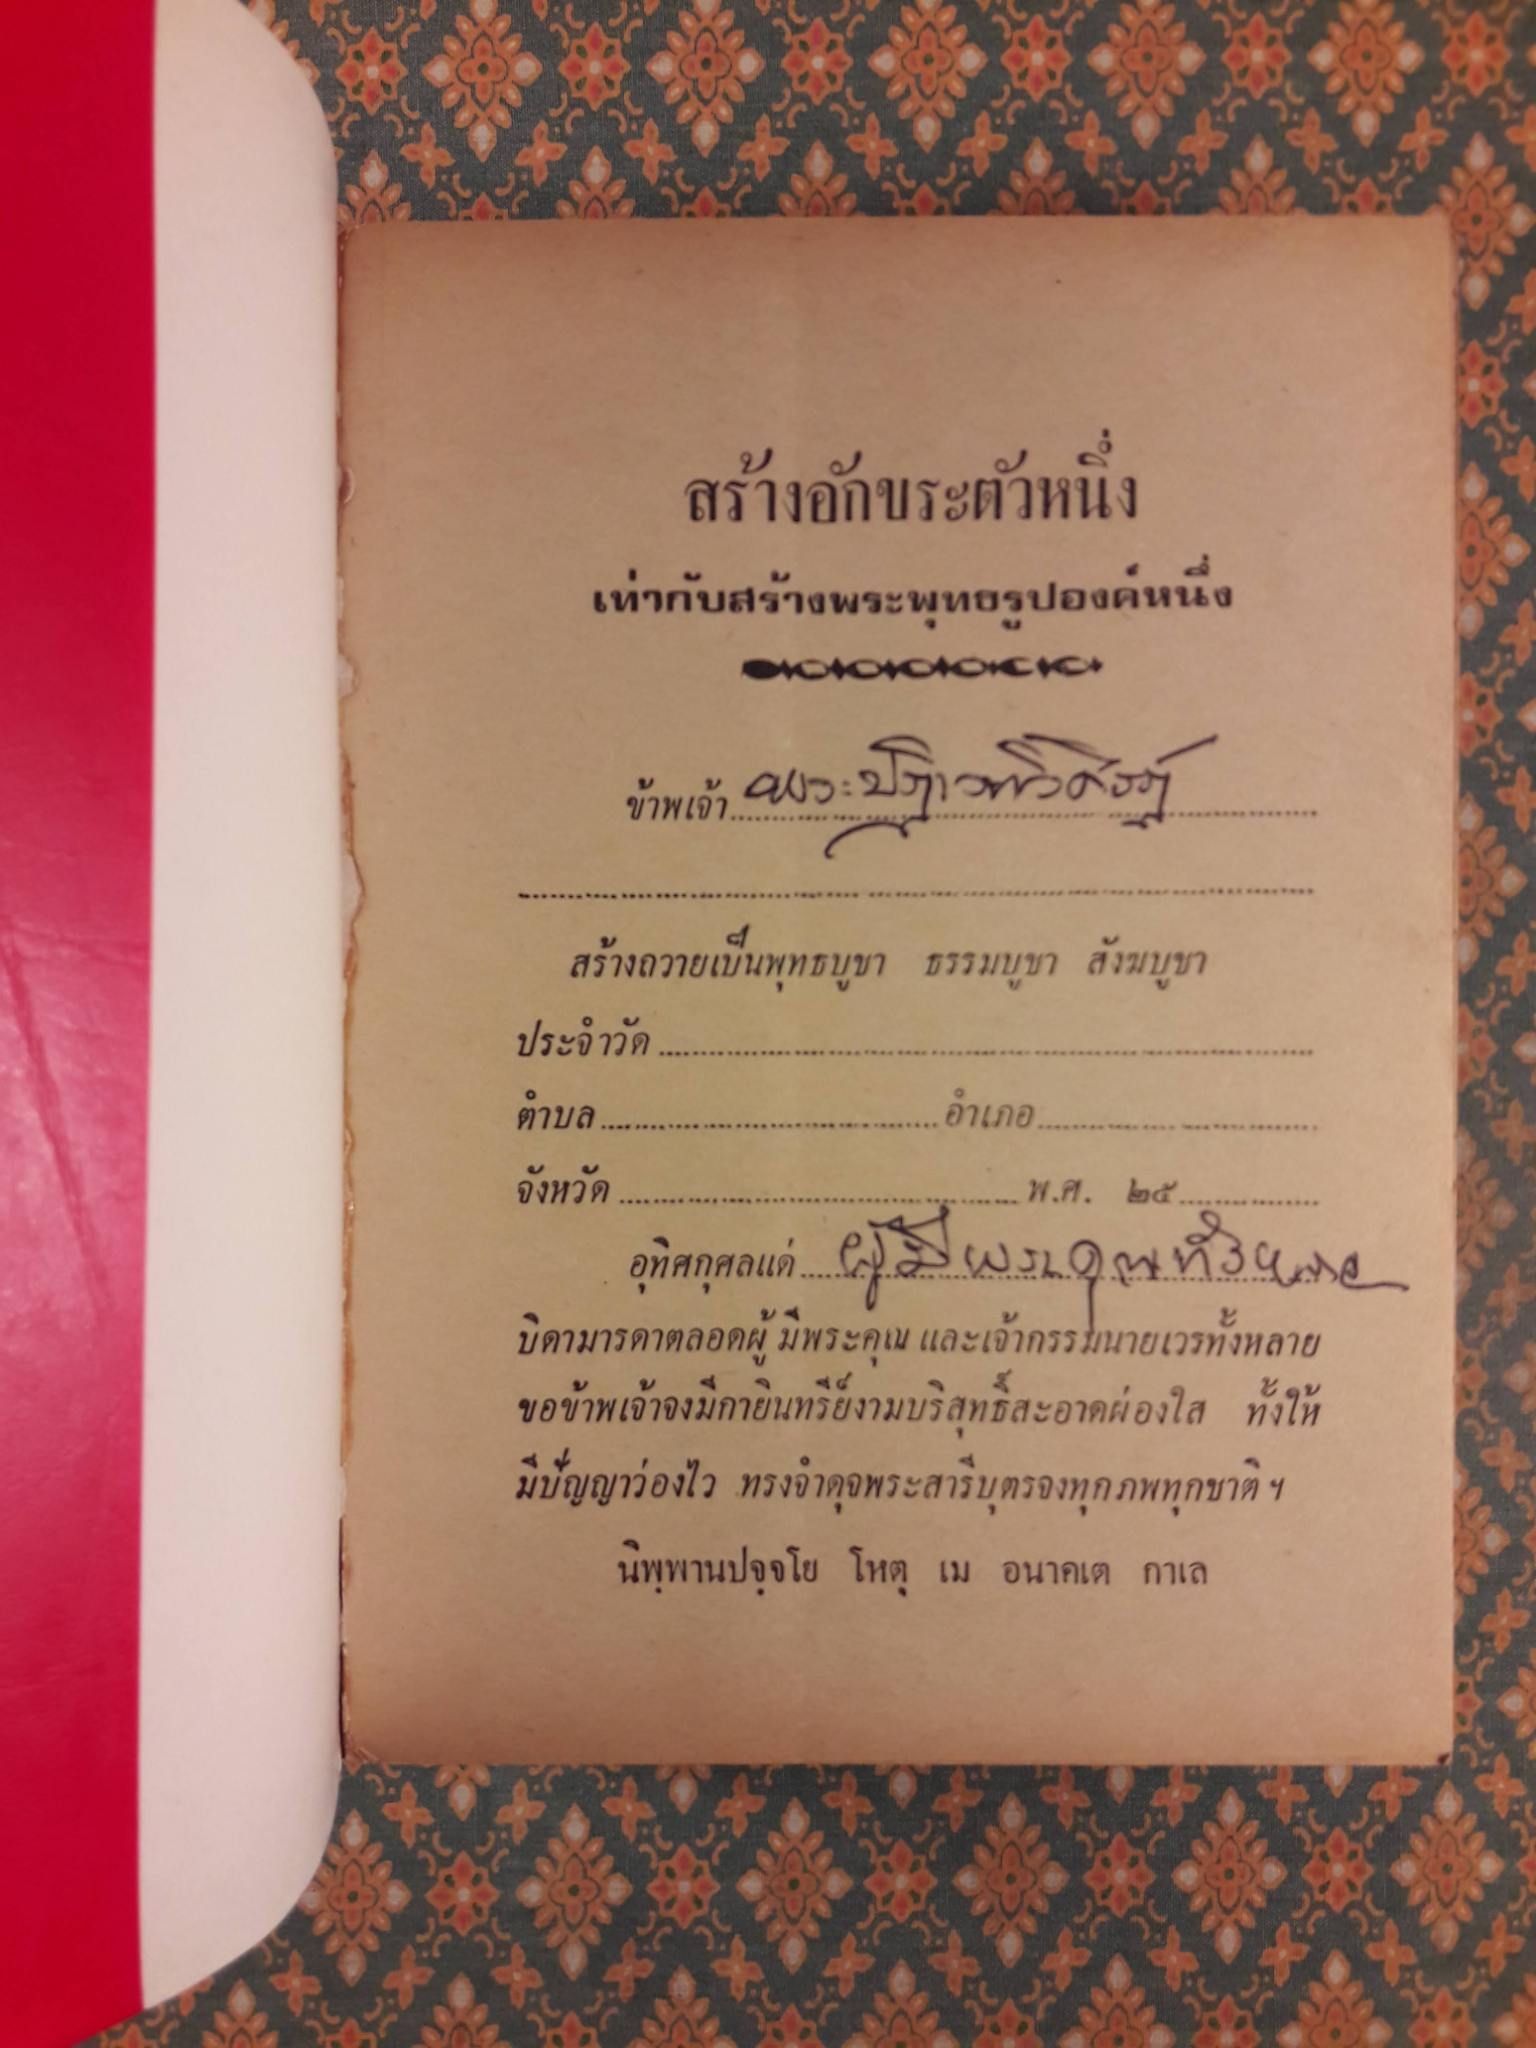 สร้างอักขระตัวหนึ่ง
เท่ากับสร้างพระพุทธรูปองค์หนึ่ง
ข้าพเจ้า
สร้างถวายเป็นพุทธบูชา ธรรมบูชา สังฆบูชา
ประจำวัด
ตำบล อำเภอ
จังหวัด พ.ศ. ๒๕
อุทิศกุศลแด่ ผู้มีพระคุณทั้งหมด
บิดามารดาตลอดผู้มีพระคุณ และเจ้ากรรมนายเวรทั้งหลาย
ขอข้าพเจ้าจงมีกายินทรีย์งามบริสุทธิ์สะอาดผ่องใส ทั้งให้
มีปัญญาว่องไว ทรงจำดุจพระสารีบุตรจงทุกภพทุกชาติ ฯ
นิพฺพานปจฺจโย โหตุ เม อนาคเต กาเล